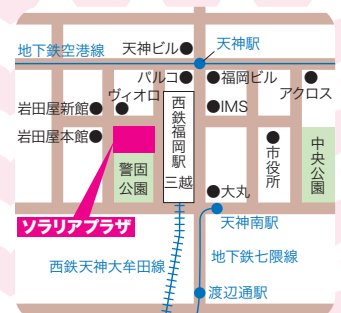 地下鉄空港線
天神ビル
天神駅
パルコ
福岡ビル
アクロス
ヴィオロ
IMS
岩田屋新館
岩田屋本館
西鉄福岡駅
三越
市役所
中央公園
警固
公園
大丸
ソラリアプラザ
天神南駅
西鉄天神大牟田線
地下鉄七隈線
渡辺通駅